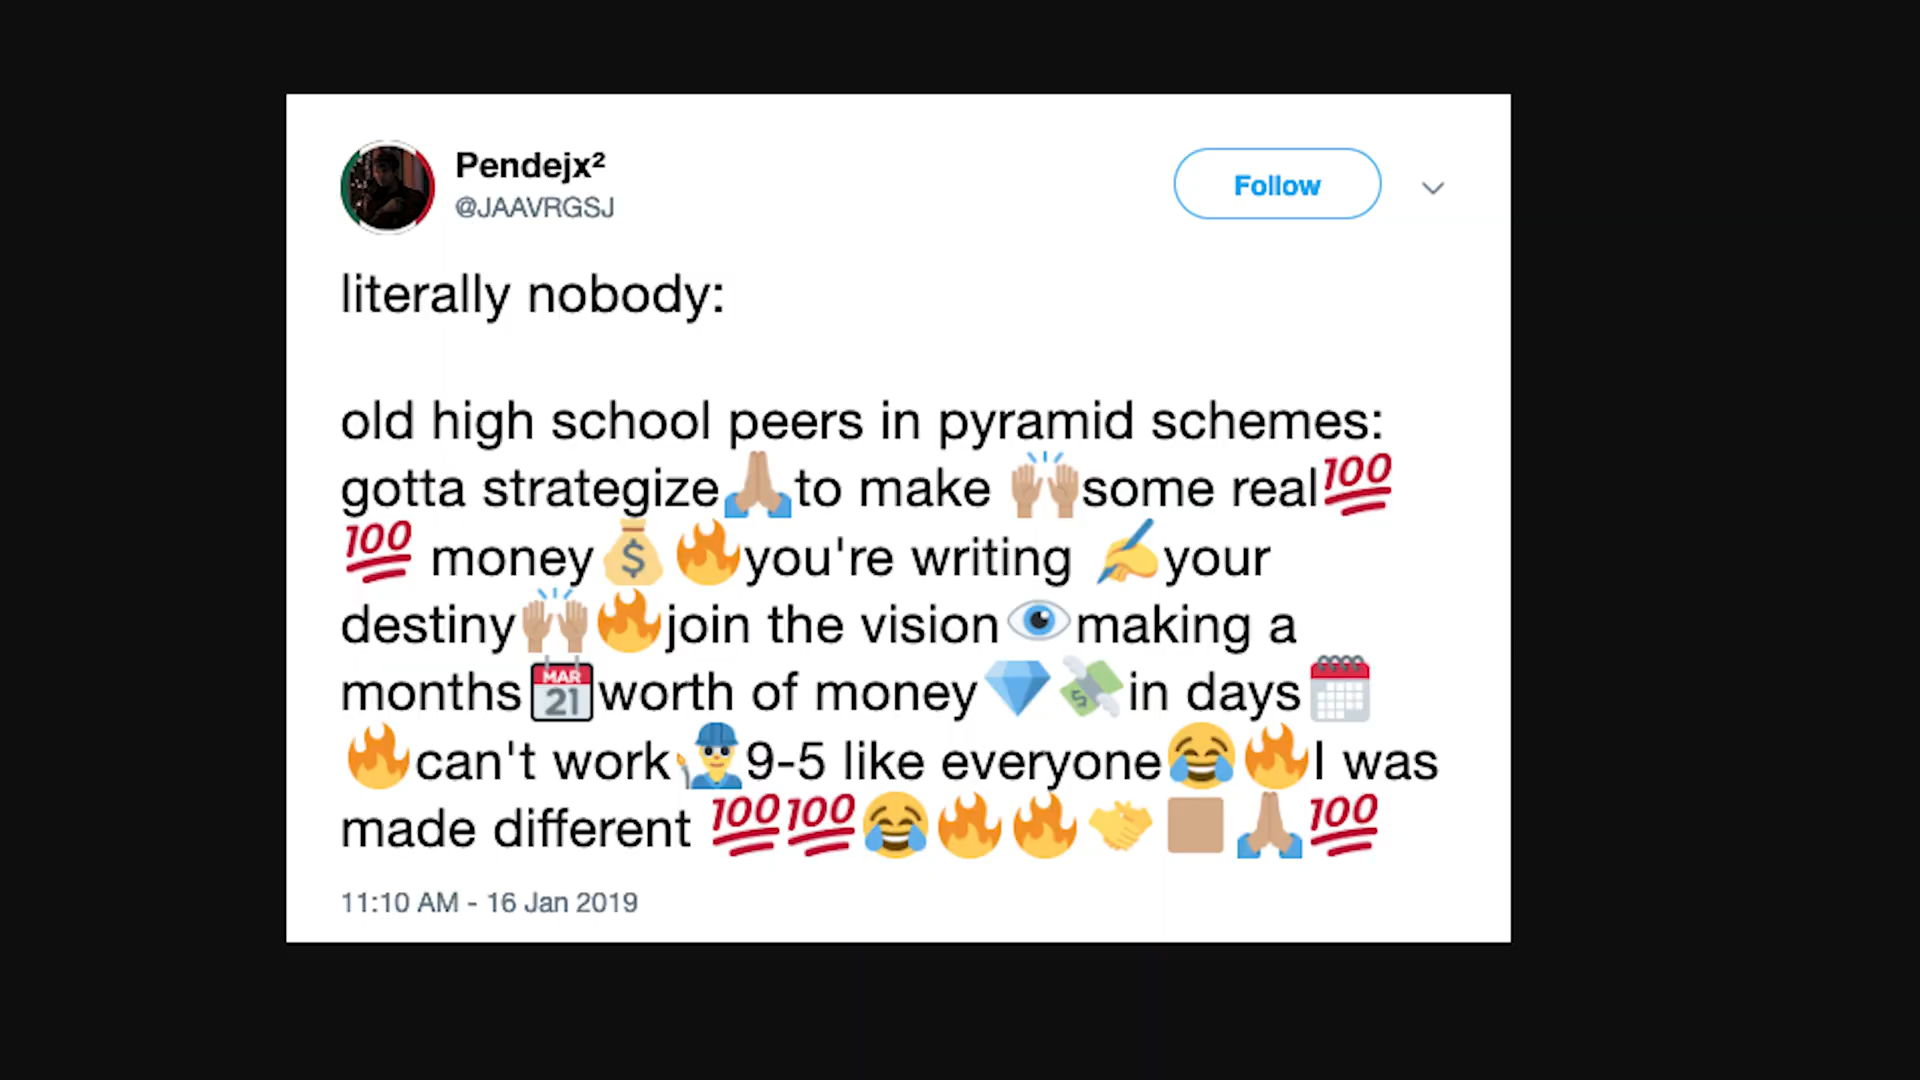 Pendejx²
@JAAVRGSJ
Follow
literally nobody:
old high school peers in pyramid schemes:
gotta strategize🙏🏽to make 🙌🏽some real💯
💯 money💰🔥you're writing ✍️your
destiny🙌🏽🔥join the vision👁making a
months📅worth of money💎💸in days🗓
🔥can't work👨‍🏭9-5 like everyone😂🔥I was
made different 💯💯😂🔥🔥🤝🏽🙏🏽💯
11:10 AM - 16 Jan 2019